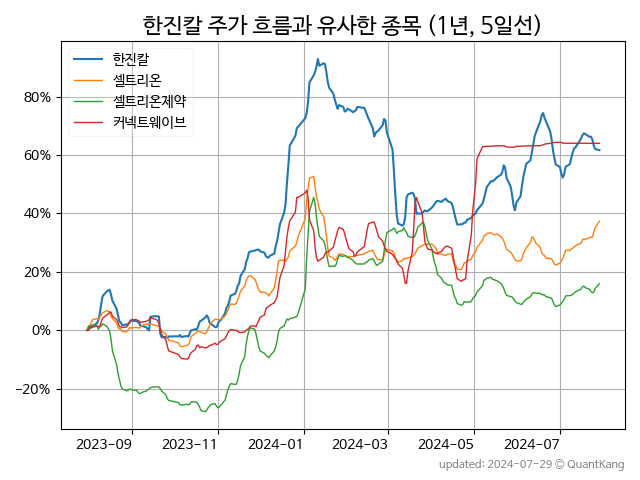 한진칼 주가 흐름과 유사한 종목 (1년, 5일선)
한진칼
셀트리온
셀트리온제약
커넥트웨이브
80%
60%
40%
20%
0%
−20%
2023-09 2023-11 2024-01 2024-03 2024-05 2024-07
updated: 2024-07-29 © QuantKang